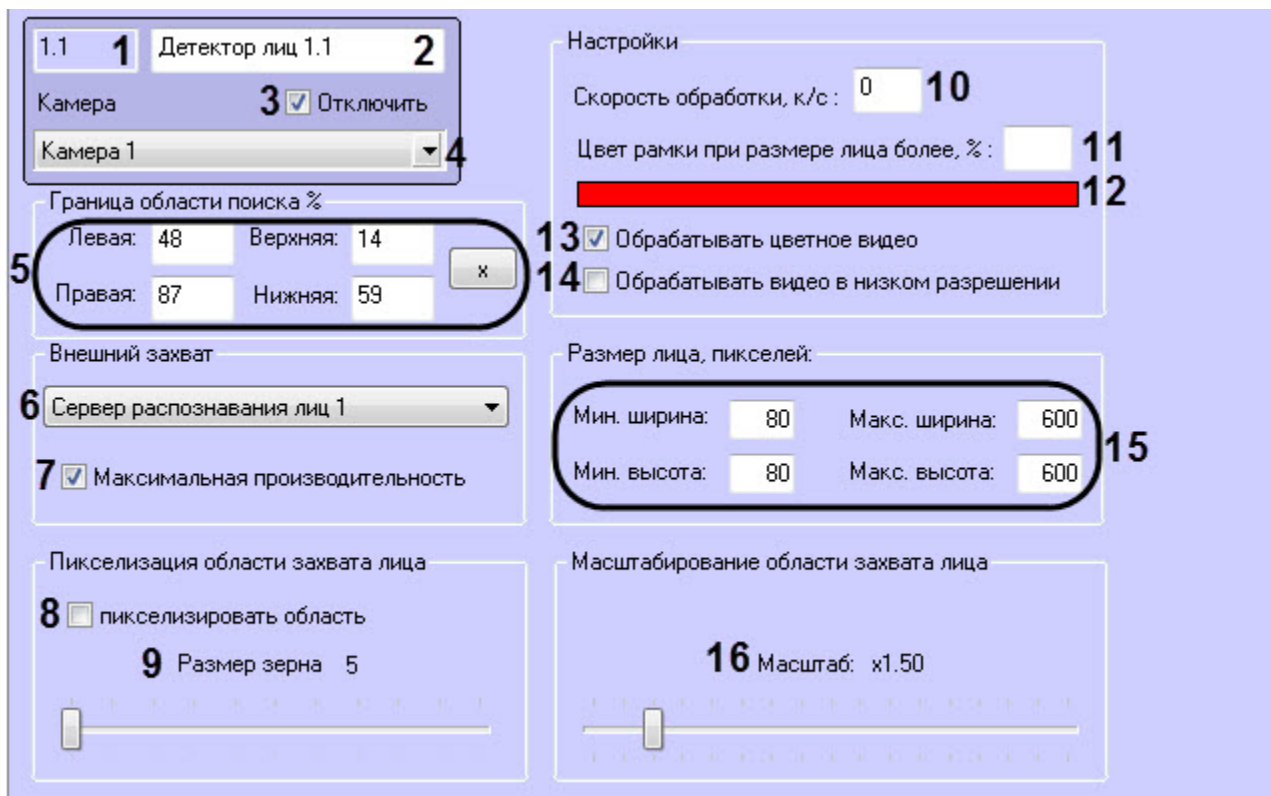 1.1 1 Детектор лиц 1.1 2
Камера 3 Отключить
Камера 1 4
Граница области поиска %
5 Левая: 48 Верхняя: 14
x
Правая: 87 Нижняя: 59
Внешний захват
6 Сервер распознавания лиц 1
7 Максимальная производительность
Пикселизация области захвата лица
8 пикселизировать область
9 Размер зерна 5
Настройки
Скорость обработки, к/с : 0 10
Цвет рамки при размере лица более, % : 11
12
13 Обрабатывать цветное видео
14 Обрабатывать видео в низком разрешении
Размер лица, пикселей:
Мин. ширина: 80 Макс. ширина: 600
15
Мин. высота: 80 Макс. высота: 600
Масштабирование области захвата лица
16 Масштаб: x1.50